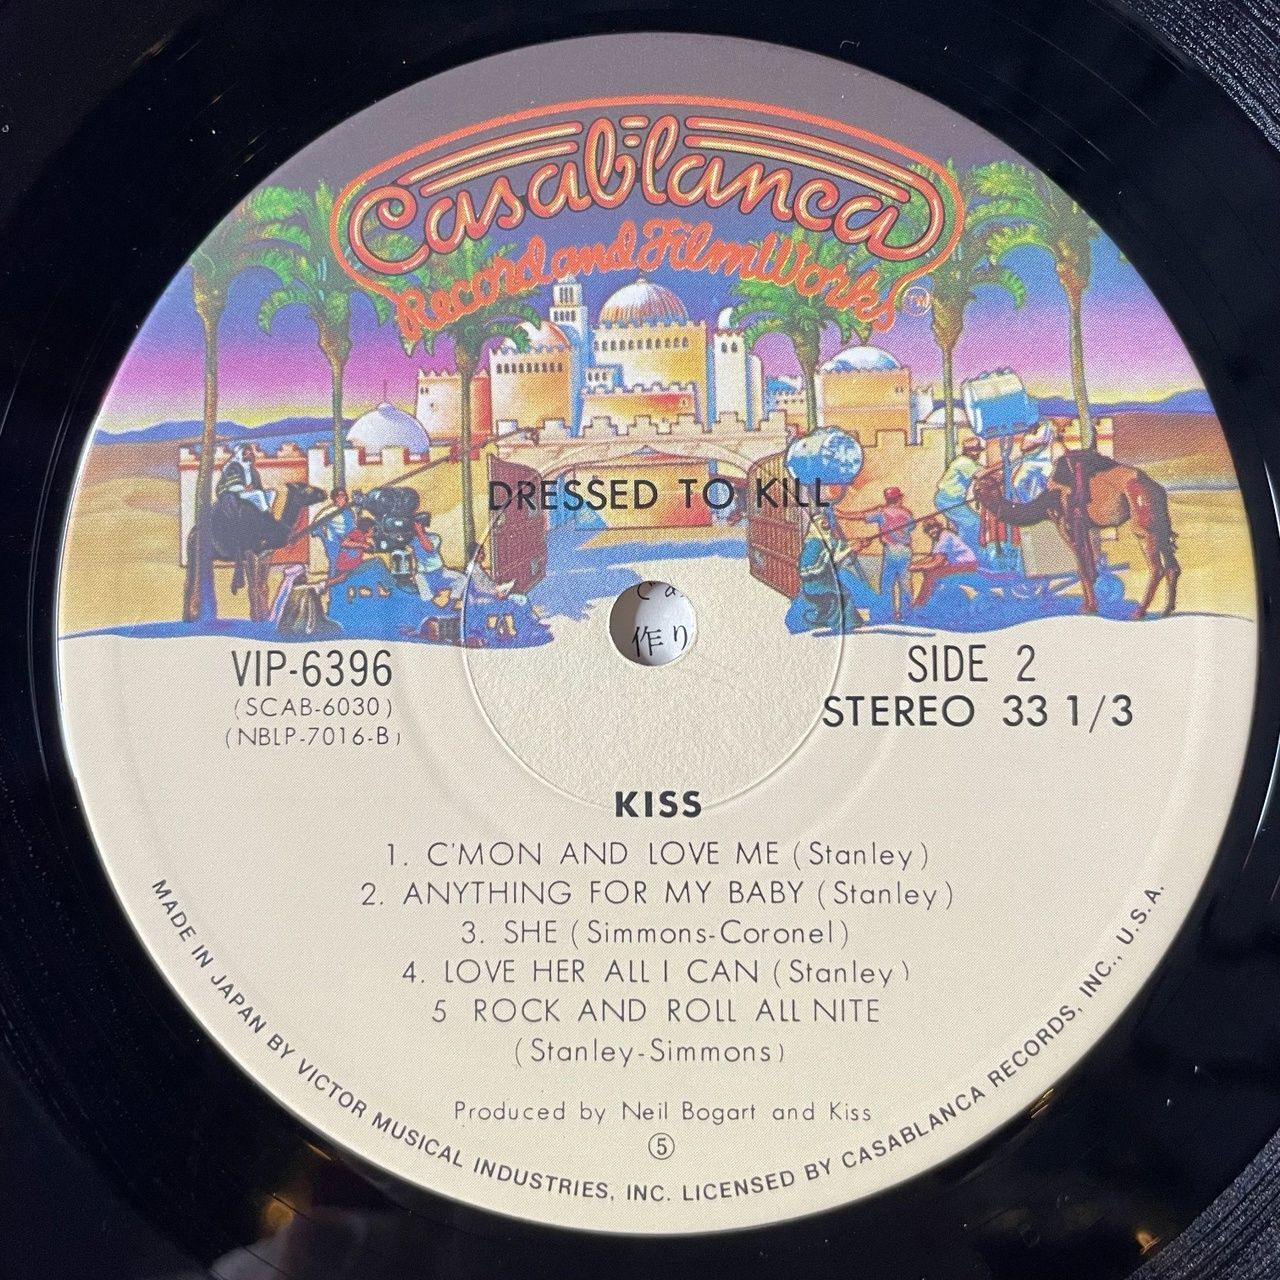 Casablanca
Record and FilmWorks
TM
DRESSED TO KILL
作り
VIP-6396
(SCAB-6030)
(NBLP-7016-B)
SIDE 2
STEREO 33 1/3
KISS
1. C'MON AND LOVE ME (Stanley)
2. ANYTHING FOR MY BABY (Stanley)
3. SHE (Simmons-Coronel)
4. LOVE HER ALL I CAN (Stanley)
5 ROCK AND ROLL ALL NITE
(Stanley-Simmons)
Produced by Neil Bogart and Kiss
⑤
MADE IN JAPAN BY VICTOR MUSICAL INDUSTRIES, INC. LICENSED BY CASABLANCA RECORDS, INC., U.S.A.